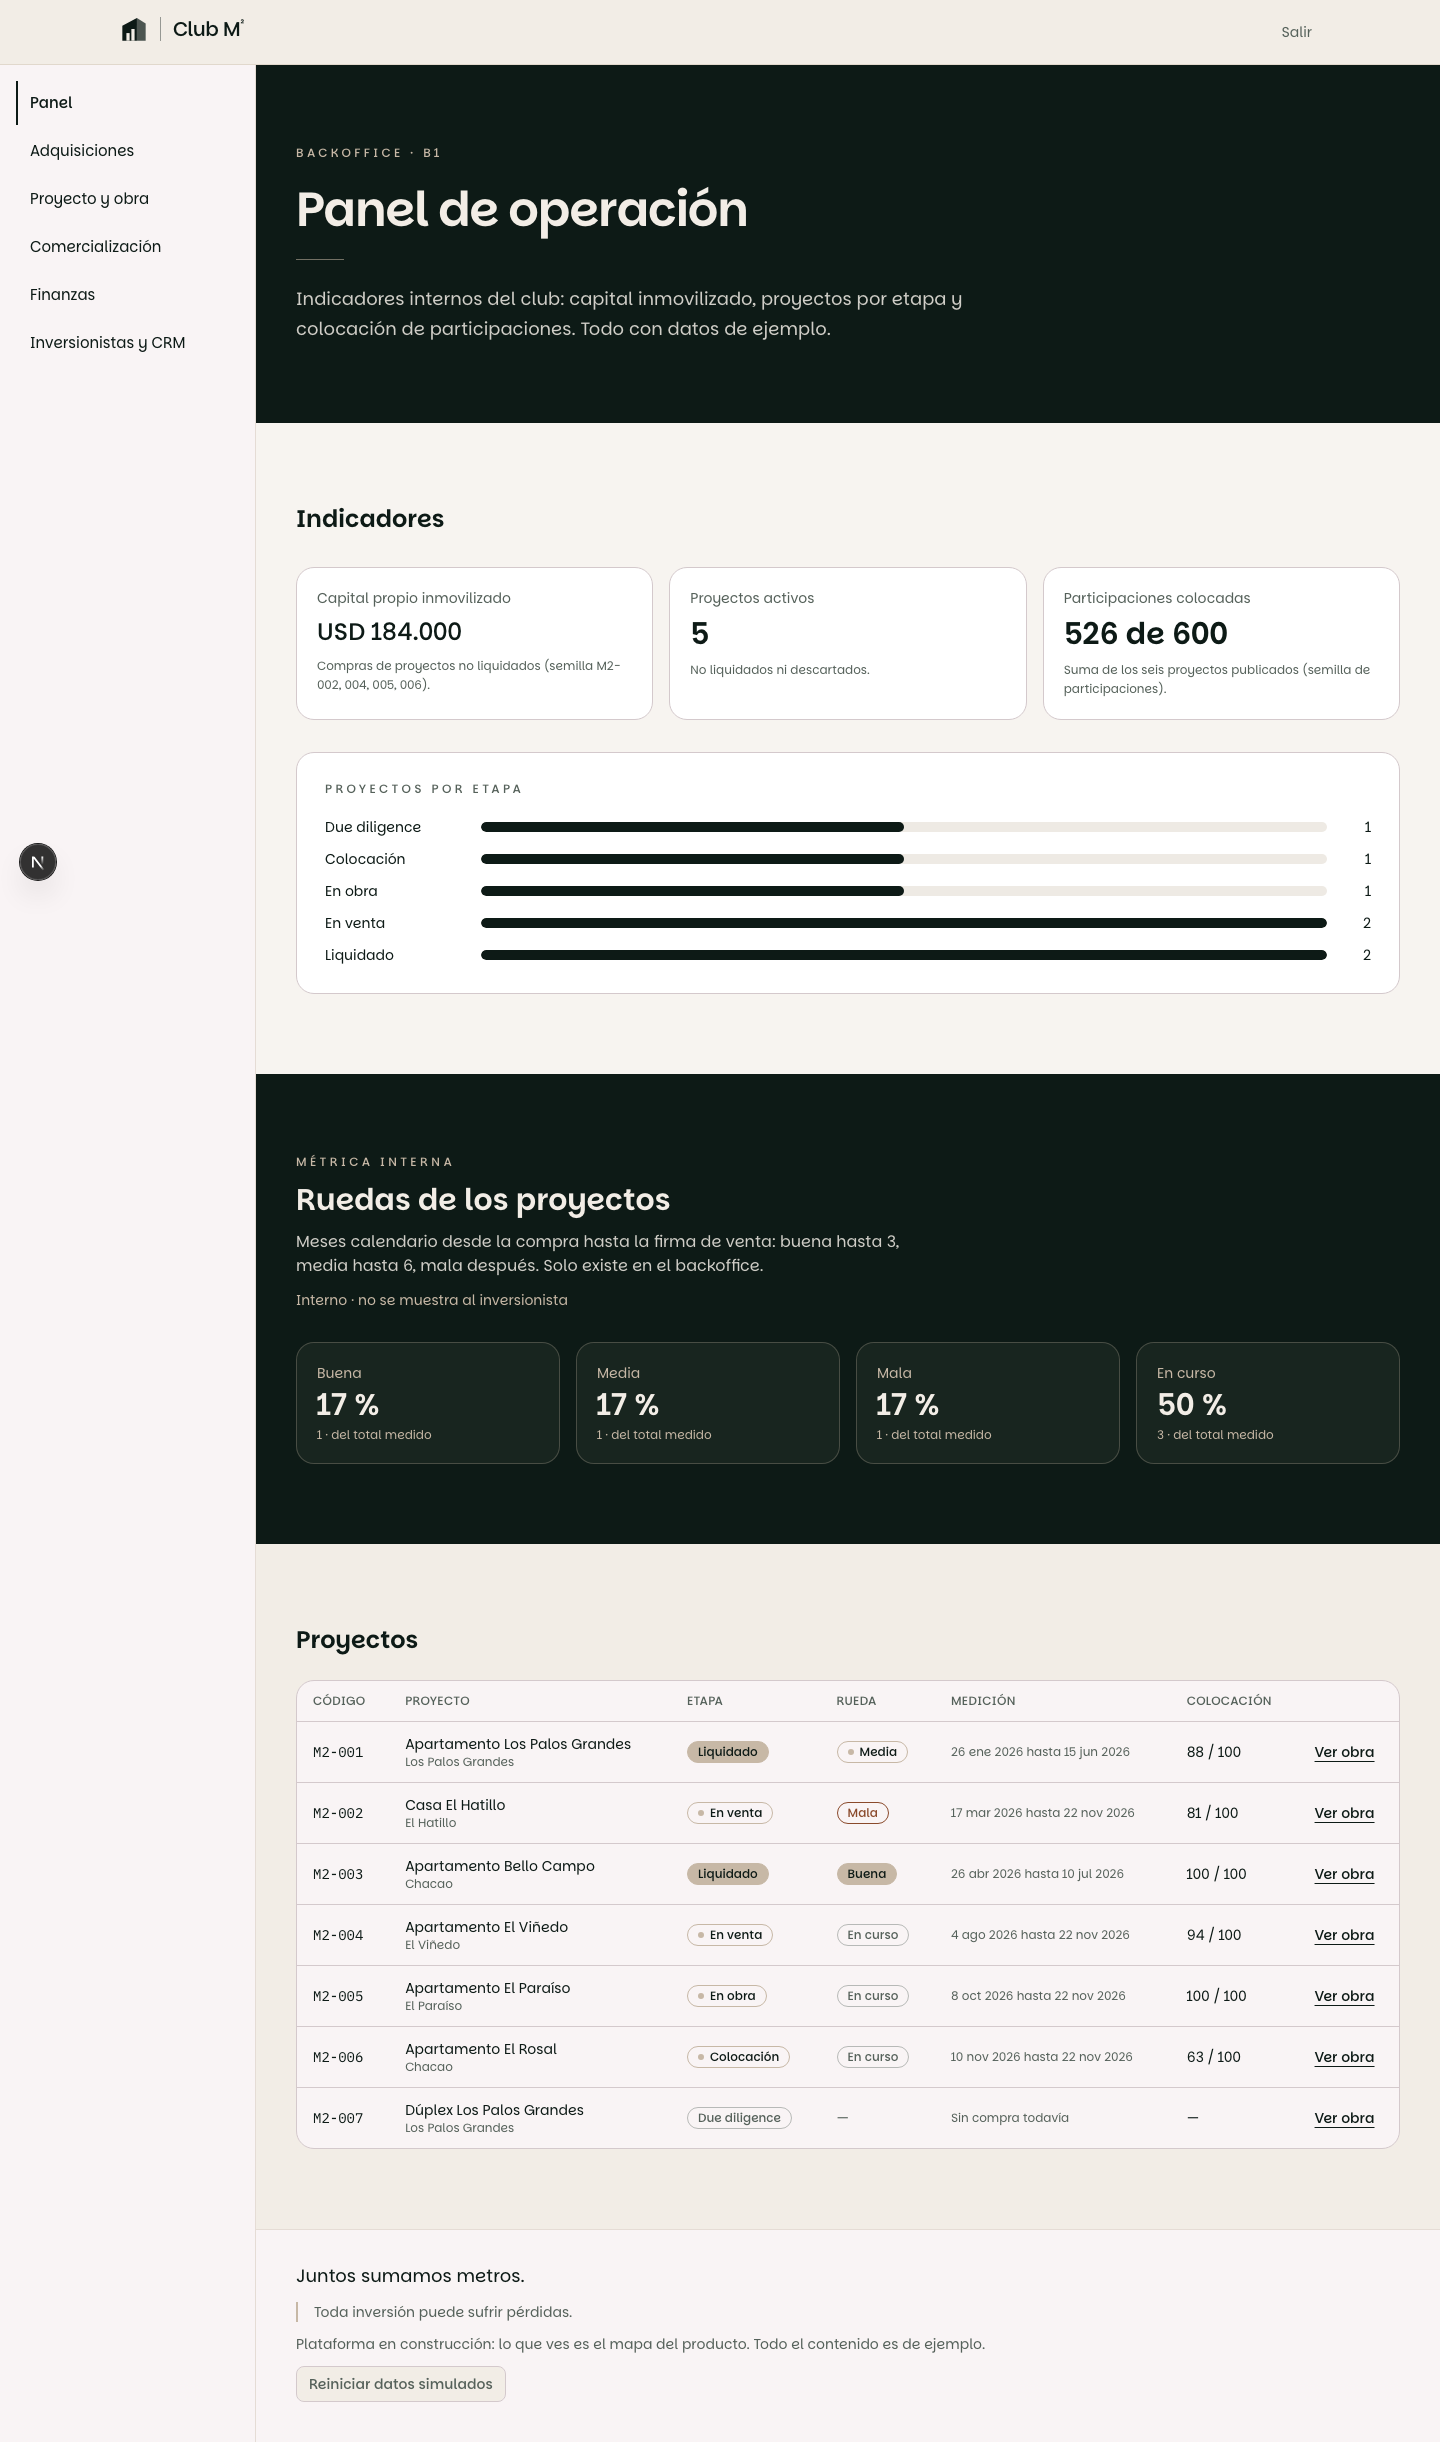 Club M²
Salir
Panel
Adquisiciones
Proyecto y obra
Comercialización
Finanzas
Inversionistas y CRM
BACKOFFICE · B1
Panel de operación
Indicadores internos del club: capital inmovilizado, proyectos por etapa y
colocación de participaciones. Todo con datos de ejemplo.
Indicadores
Capital propio inmovilizado
USD 184.000
Compras de proyectos no liquidados (semilla M2-
002, 004, 005, 006).
Proyectos activos
5
No liquidados ni descartados.
Participaciones colocadas
526 de 600
Suma de los seis proyectos publicados (semilla de
participaciones).
PROYECTOS POR ETAPA
Due diligence 1
Colocación 1
En obra 1
En venta 2
Liquidado 2
N
MÉTRICA INTERNA
Ruedas de los proyectos
Meses calendario desde la compra hasta la firma de venta: buena hasta 3,
media hasta 6, mala después. Solo existe en el backoffice.
Interno · no se muestra al inversionista
Buena
17 %
1 · del total medido
Media
17 %
1 · del total medido
Mala
17 %
1 · del total medido
En curso
50 %
3 · del total medido
Proyectos
CÓDIGO PROYECTO ETAPA RUEDA MEDICIÓN COLOCACIÓN
M2-001 Apartamento Los Palos Grandes Liquidado Media 26 ene 2026 hasta 15 jun 2026 88 / 100 Ver obra
Los Palos Grandes
M2-002 Casa El Hatillo En venta Mala 17 mar 2026 hasta 22 nov 2026 81 / 100 Ver obra
El Hatillo
M2-003 Apartamento Bello Campo Liquidado Buena 26 abr 2026 hasta 10 jul 2026 100 / 100 Ver obra
Chacao
M2-004 Apartamento El Viñedo En venta En curso 4 ago 2026 hasta 22 nov 2026 94 / 100 Ver obra
El Viñedo
M2-005 Apartamento El Paraíso En obra En curso 8 oct 2026 hasta 22 nov 2026 100 / 100 Ver obra
El Paraíso
M2-006 Apartamento El Rosal Colocación En curso 10 nov 2026 hasta 22 nov 2026 63 / 100 Ver obra
Chacao
M2-007 Dúplex Los Palos Grandes Due diligence — Sin compra todavía — Ver obra
Los Palos Grandes
Juntos sumamos metros.
Toda inversión puede sufrir pérdidas.
Plataforma en construcción: lo que ves es el mapa del producto. Todo el contenido es de ejemplo.
Reiniciar datos simulados